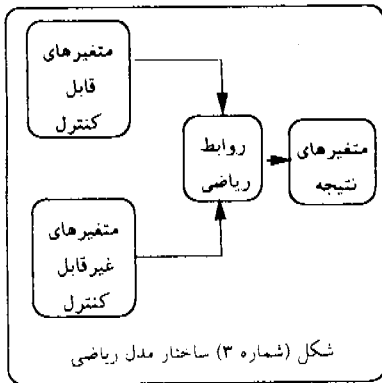 متغیرهای
قابل
کنترل
روابط
ریاضی
متغیرهای
نتیجه
متغیرهای
غیرقابل
کنترل
شکل (شماره ۳) ساختار مدل ریاضی